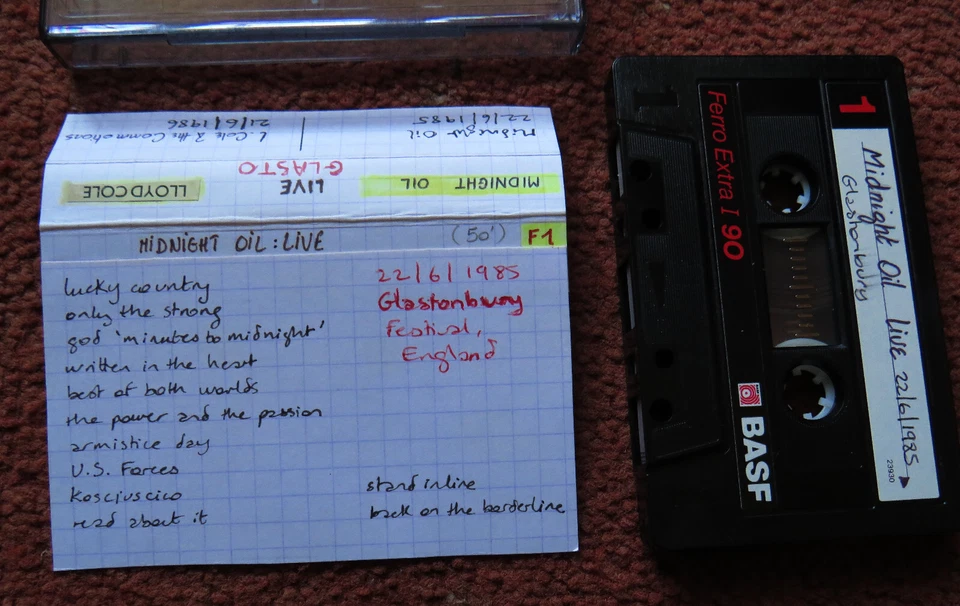 Midnight Oil
22/6/1985
L. Cole & the Commotions
22/6/1986
MIDNIGHT OIL LIVE LLOYD COLE
GLASTO
MIDNIGHT OIL : LIVE (50') F1
lucky country
only the strong
god 'minutes to midnight'
written in the heart
best of both worlds
the power and the passion
armistice day
U.S. Forces
Kosciuscico
read about it
22/6/1985
Glastonbury
Festival,
England
stand in line
back on the borderline
1
Midnight Oil live 22/6/1985
Glastonbury
23930
Ferro Extra I 90
BASF
1